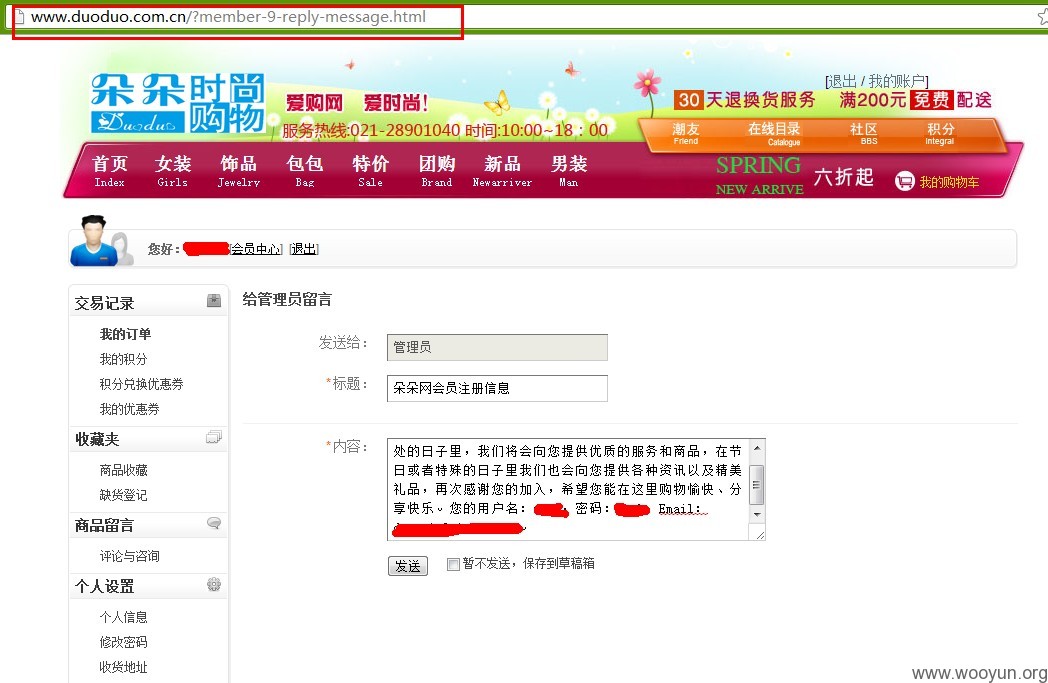 www.duoduo.com.cn/?member-9-reply-message.html
[退出 / 我的账户]
朵朵时尚购物
Duoduo
爱购网 爱时尚!
30天退换货服务 满200元免费配送
服务热线:021-28901040 时间:10:00~18：00
潮友 在线目录 社区 积分
Friend Catalogue BBS Integral
首页 女装 饰品 包包 特价 团购 新品 男装
Index Girls Jewelry Bag Sale Brand Newarriver Man
SPRING
NEW ARRIVE
六折起
我的购物车
您好： [会员中心] [退出]
交易记录
我的订单
我的积分
积分兑换优惠券
我的优惠券
收藏夹
商品收藏
缺货登记
商品留言
评论与咨询
个人设置
个人信息
修改密码
收货地址
给管理员留言
发送给： 管理员
*标题： 朵朵网会员注册信息
*内容： 处的日子里，我们将会向您提供优质的服务和商品，在节
日或者特殊的日子里我们也会向您提供各种资讯以及精美
礼品，再次感谢您的加入，希望您能在这里购物愉快、分
享快乐。您的用户名： ，密码： Email:
发送 暂不发送，保存到草稿箱
www.wooyun.org